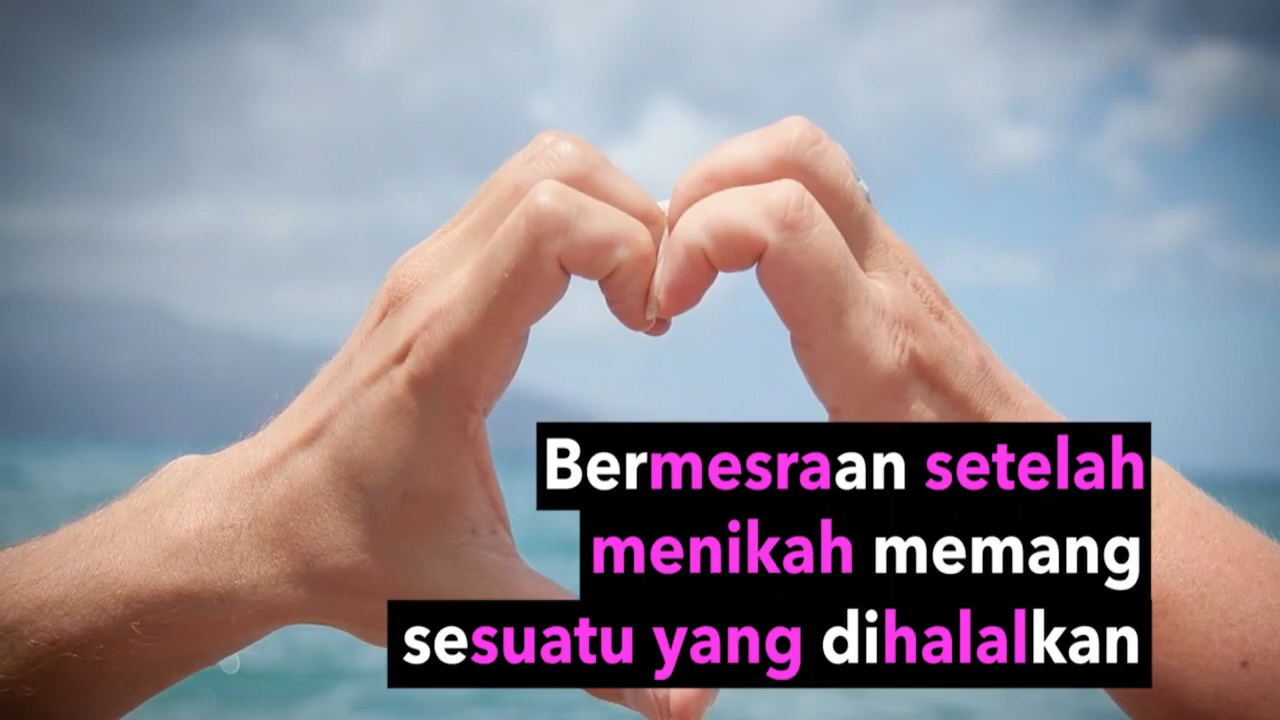 Bermesraan setelah
menikah memang
sesuatu yang dihalalkan